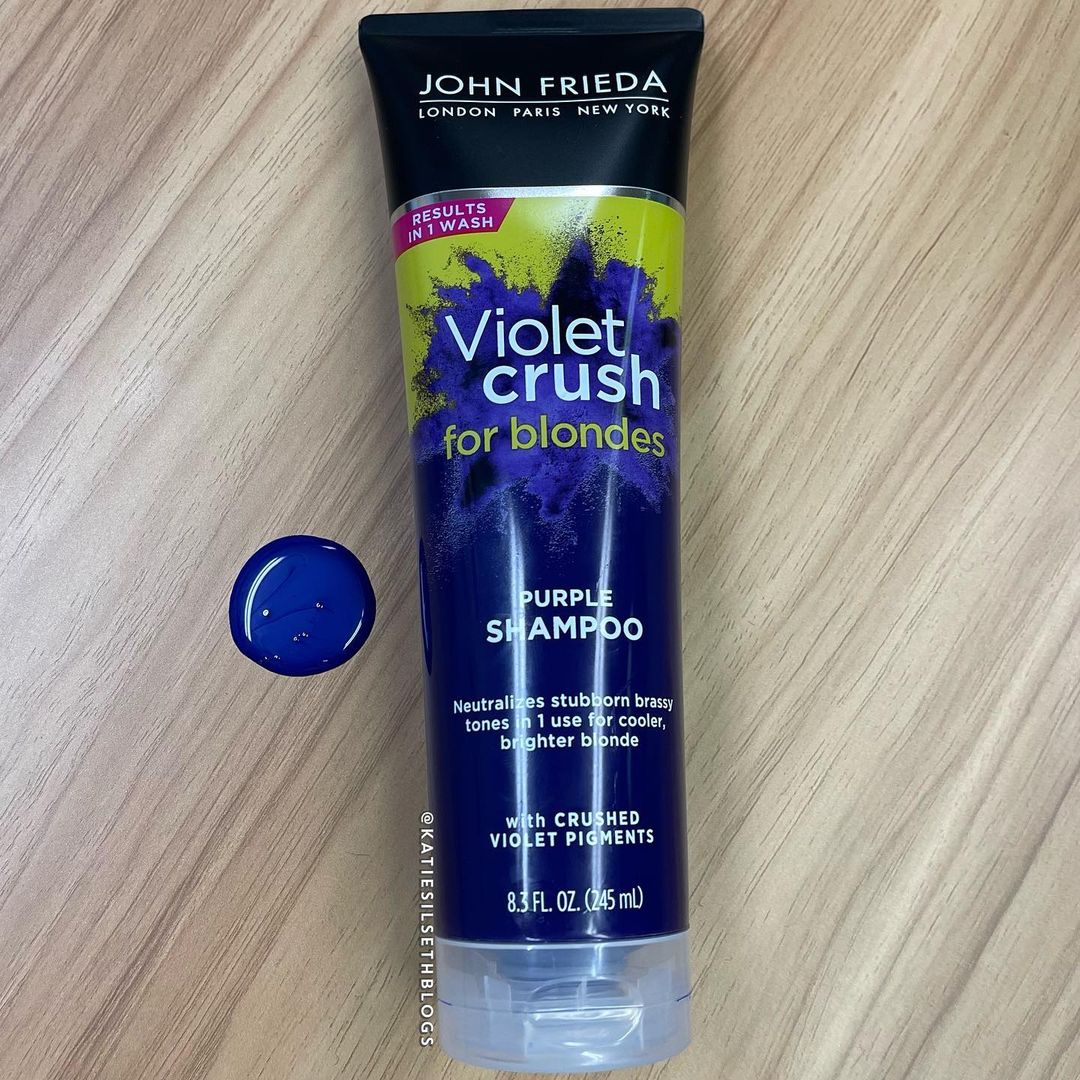 JOHN FRIEDA
LONDON PARIS NEW YORK
RESULTS
IN 1 WASH
Violet
crush
for blondes
PURPLE
SHAMPOO
Neutralizes stubborn brassy
tones in 1 use for cooler,
brighter blonde
with CRUSHED
VIOLET PIGMENTS
8.3 FL. OZ. (245 mL)
@KATIESILSETHBLOGS